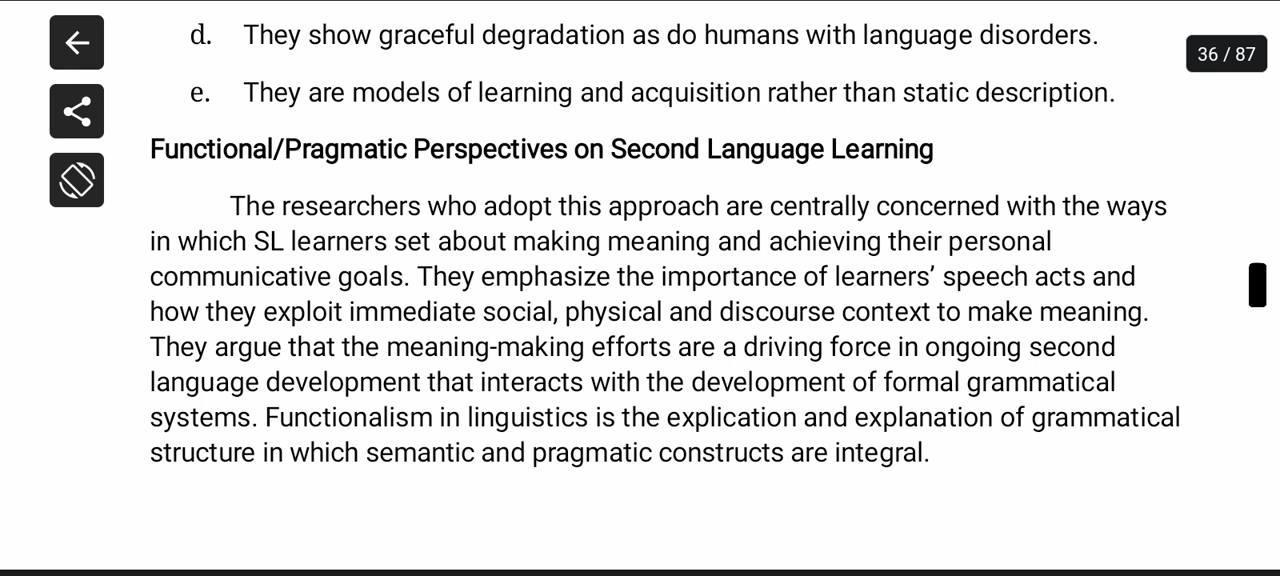 d. They show graceful degradation as do humans with language disorders.
36 / 87
e. They are models of learning and acquisition rather than static description.
Functional/Pragmatic Perspectives on Second Language Learning
The researchers who adopt this approach are centrally concerned with the ways
in which SL learners set about making meaning and achieving their personal
communicative goals. They emphasize the importance of learners’ speech acts and
how they exploit immediate social, physical and discourse context to make meaning.
They argue that the meaning-making efforts are a driving force in ongoing second
language development that interacts with the development of formal grammatical
systems. Functionalism in linguistics is the explication and explanation of grammatical
structure in which semantic and pragmatic constructs are integral.